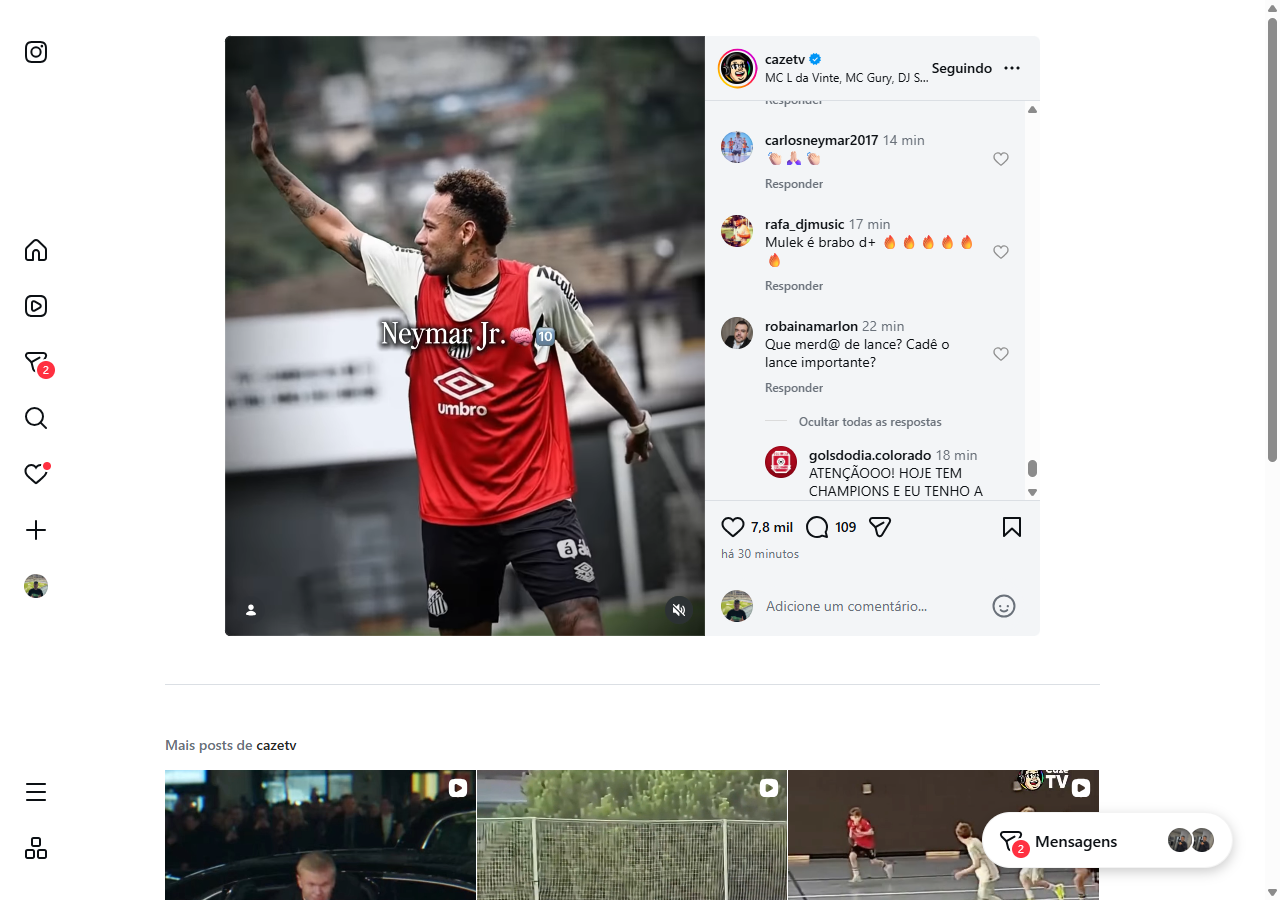 cazetv
MC L da Vinte, MC Gury, DJ S...
Seguindo
Responder
carlosneymar2017 14 min
👏🏻🙏🏻👏🏻
Responder
rafa_djmusic 17 min
Mulek é brabo d+ 🔥🔥🔥🔥🔥
🔥
Responder
robainamarlon 22 min
Que merd@ de lance? Cadê o
lance importante?
Responder
Ocultar todas as respostas
golsdodia.colorado 18 min
ATENÇÃOOO! HOJE TEM
CHAMPIONS E EU TENHO A
7,8 mil
109
há 30 minutos
Adicione um comentário...
Neymar Jr.🧠🔟
umbro
2
Mais posts de cazetv
TV
2
Mensagens